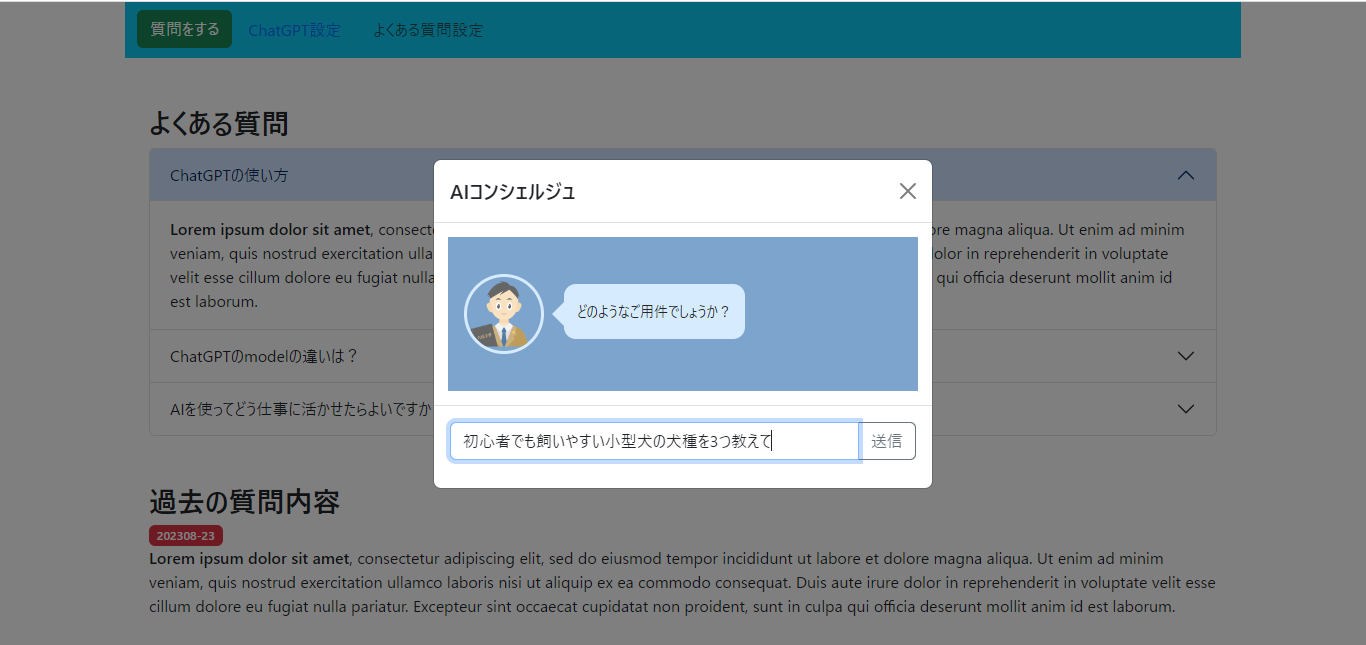 質問をする ChatGPT設定 よくある質問設定
よくある質問
ChatGPTの使い方
Lorem ipsum dolor sit amet
ore magna aliqua. Ut enim ad minim
veniam, quis nostrud exercitation
dolor in reprehenderit in voluptate
velit esse cillum dolore eu fugiat nulla
qui officia deserunt mollit anim id
est laborum.
ChatGPTのmodelの違いは？
AIを使ってどう仕事に活かせたらよいですか
AIコンシェルジュ
どのようなご用件でしょうか？
初心者でも飼いやすい小型犬の犬種を3つ教えて
送信
過去の質問内容
202308-23
Lorem ipsum dolor sit amet, consectetur adipiscing elit, sed do eiusmod tempor incididunt ut labore et dolore magna aliqua. Ut enim ad minim
veniam, quis nostrud exercitation ullamco laboris nisi ut aliquip ex ea commodo consequat. Duis aute irure dolor in reprehenderit in voluptate velit esse
cillum dolore eu fugiat nulla pariatur. Excepteur sint occaecat cupidatat non proident, sunt in culpa qui officia deserunt mollit anim id est laborum.